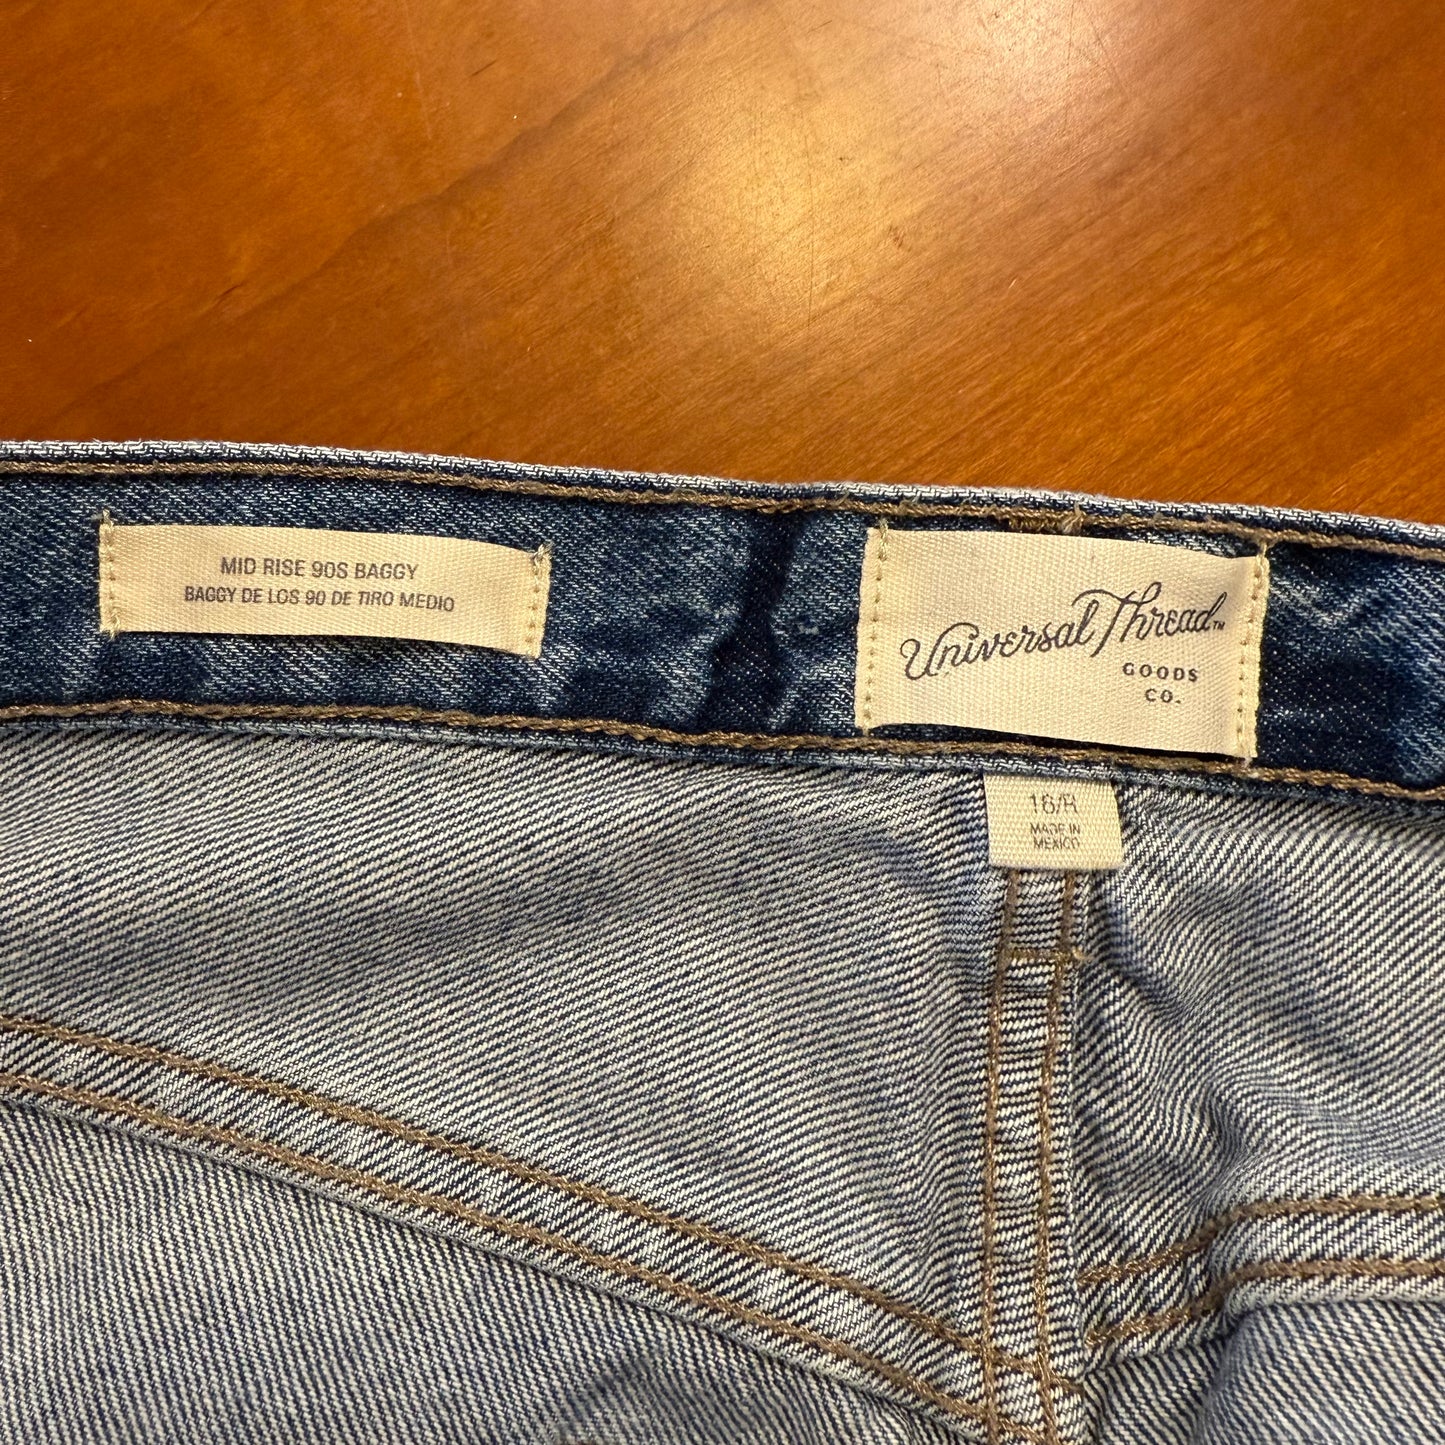 MID RISE 90S BAGGY
BAGGY DE LOS 90 DE TIRO MEDIO
Universal Thread™
GOODS
CO.
16/R
MADE IN
MEXICO